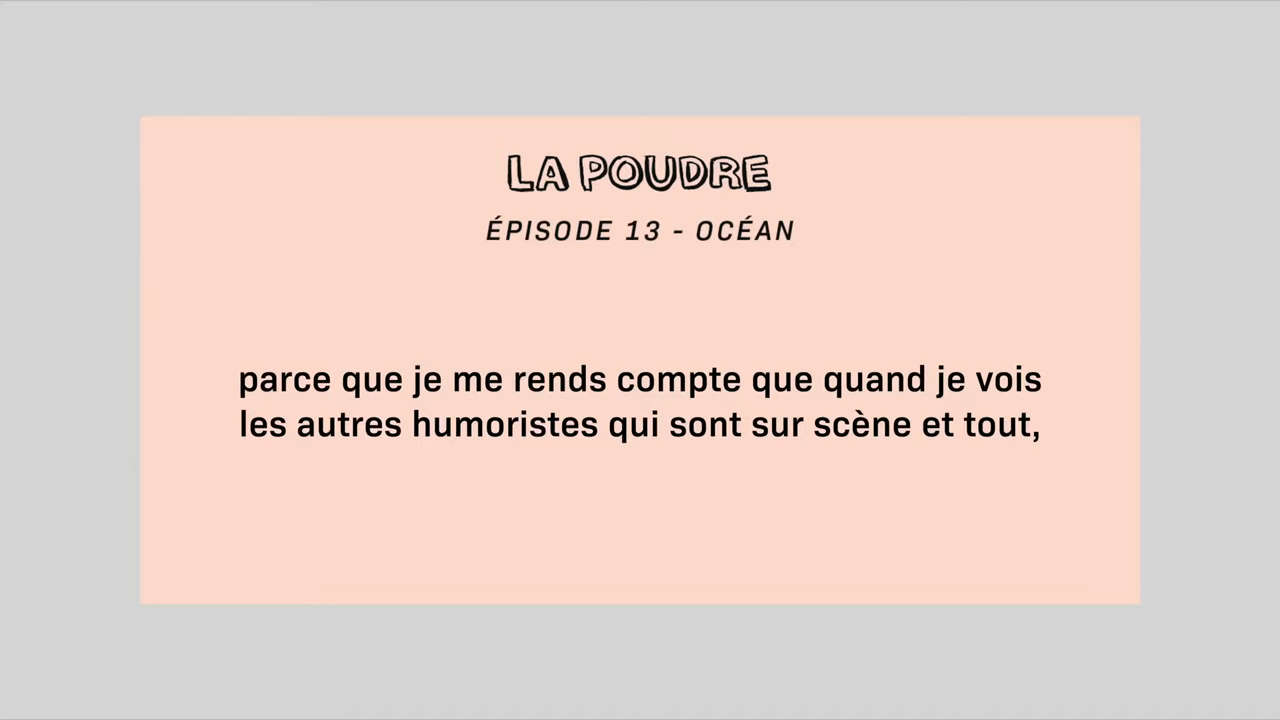 LA POUDRE
ÉPISODE 13 - OCÉAN
parce que je me rends compte que quand je vois
les autres humoristes qui sont sur scène et tout,